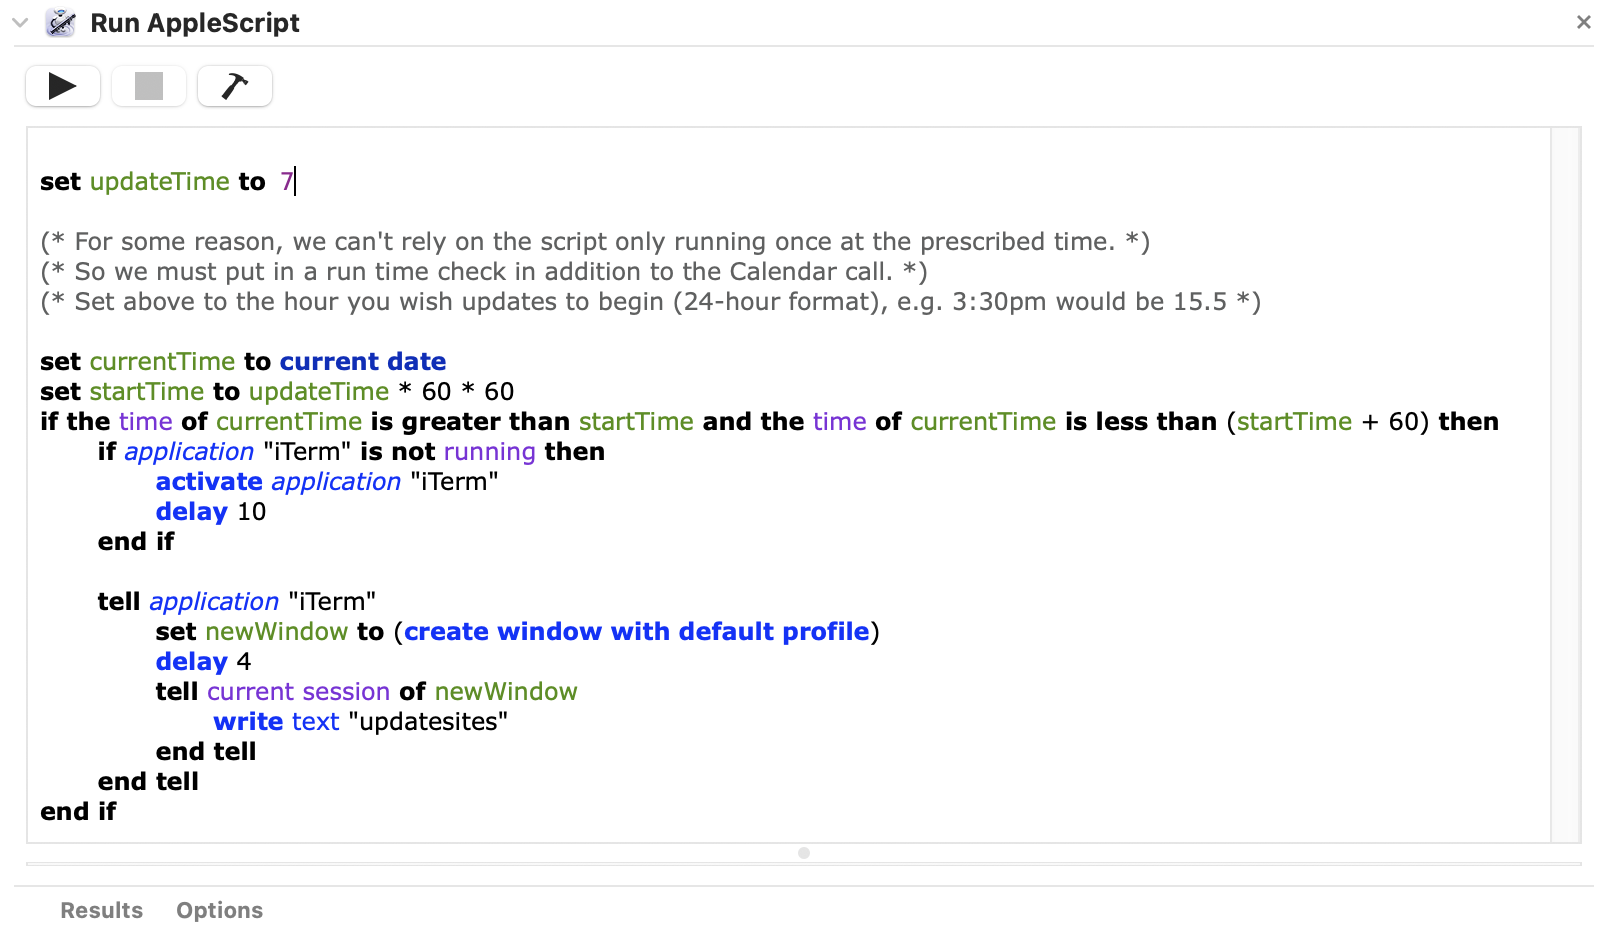 Run AppleScript
set updateTime to 7
(* For some reason, we can't rely on the script only running once at the prescribed time. *)
(* So we must put in a run time check in addition to the Calendar call. *)
(* Set above to the hour you wish updates to begin (24-hour format), e.g. 3:30pm would be 15.5 *)
set currentTime to current date
set startTime to updateTime * 60 * 60
if the time of currentTime is greater than startTime and the time of currentTime is less than (startTime + 60) then
if application "iTerm" is not running then
activate application "iTerm"
delay 10
end if
tell application "iTerm"
set newWindow to (create window with default profile)
delay 4
tell current session of newWindow
write text "updatesites"
end tell
end tell
end if
Results Options